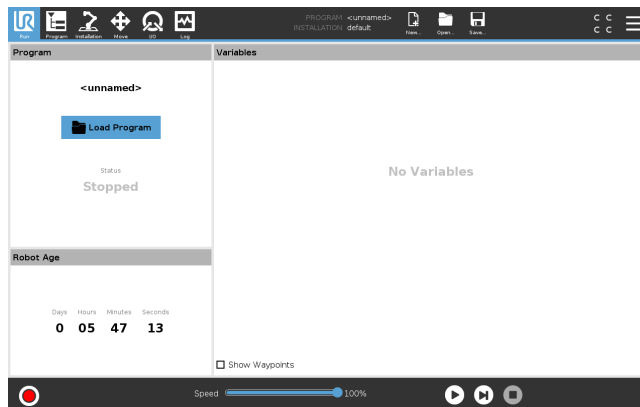 UR
Run
Program
Installation
Move
I/O
Log
PROGRAM <unnamed>
INSTALLATION default
New...
Open...
Save...
C C
C C
Program
<unnamed>
Load Program
Status
Stopped
Robot Age
Days Hours Minutes Seconds
0 05 47 13
Variables
No Variables
Show Waypoints
Speed 100%